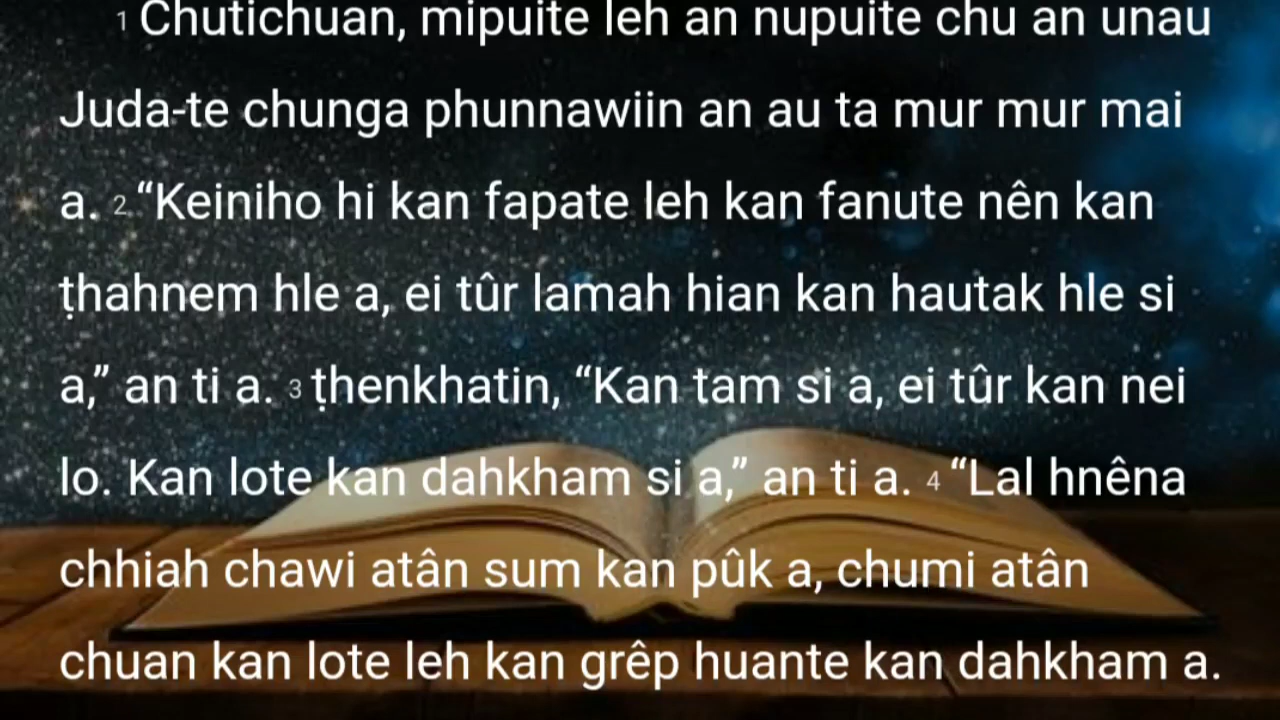 1 Chutichuan, mipuite leh an nupuite chu an unau
Juda-te chunga phunnawiin an au ta mur mur mai
a. 2 “Keiniho hi kan fapate leh kan fanute nên kan
ṭhahnem hle a, ei tûr lamah hian kan hautak hle si
a,” an ti a. 3 ṭhenkhatin, “Kan tam si a, ei tûr kan nei
lo. Kan lote kan dahkham si a,” an ti a. 4 “Lal hnêna
chhiah chawi atân sum kan pûk a, chumi atân
chuan kan lote leh kan grêp huante kan dahkham a.